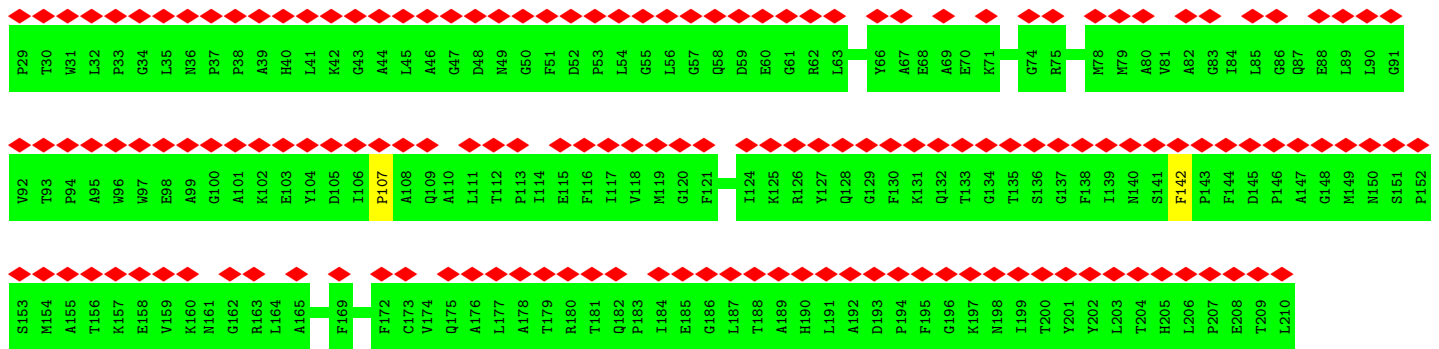 P29 T30 W31 L32 P33 G34 L35 N36 P37 P38 A39 H40 L41 K42 G43 A44 L45 A46 G47 D48 N49 G50 F51 D52 P53 L54 G55 L56 G57 Q58 D59 E60 G61 R62 L63 Y66 A67 E68 A69 E70 K71 G74 R75 M78 M79 A80 V81 A82 G83 I84 L85 G86 Q87 E88 L89 L90 G91
V92 T93 P94 A95 W96 W97 E98 A99 G100 A101 K102 E103 Y104 D105 I106 P107 A108 Q109 A110 L111 T112 P113 I114 E115 F116 I117 V118 M119 G120 F121 I124 K125 R126 Y127 Q128 G129 F130 K131 Q132 T133 G134 T135 S136 G137 F138 I139 N140 S141 F142 P143 F144 D145 P146 A147 G148 M149 N150 S151 P152
S153 M154 A155 T156 K157 E158 V159 K160 N161 G162 R163 L164 A165 F169 F172 C173 V174 Q175 A176 L177 A178 T179 R180 T181 Q182 P183 I184 E185 G186 L187 T188 A189 H190 L191 A192 D193 P194 F195 G196 K197 N198 I199 T200 Y201 Y202 L203 T204 H205 L206 P207 E208 T209 L210